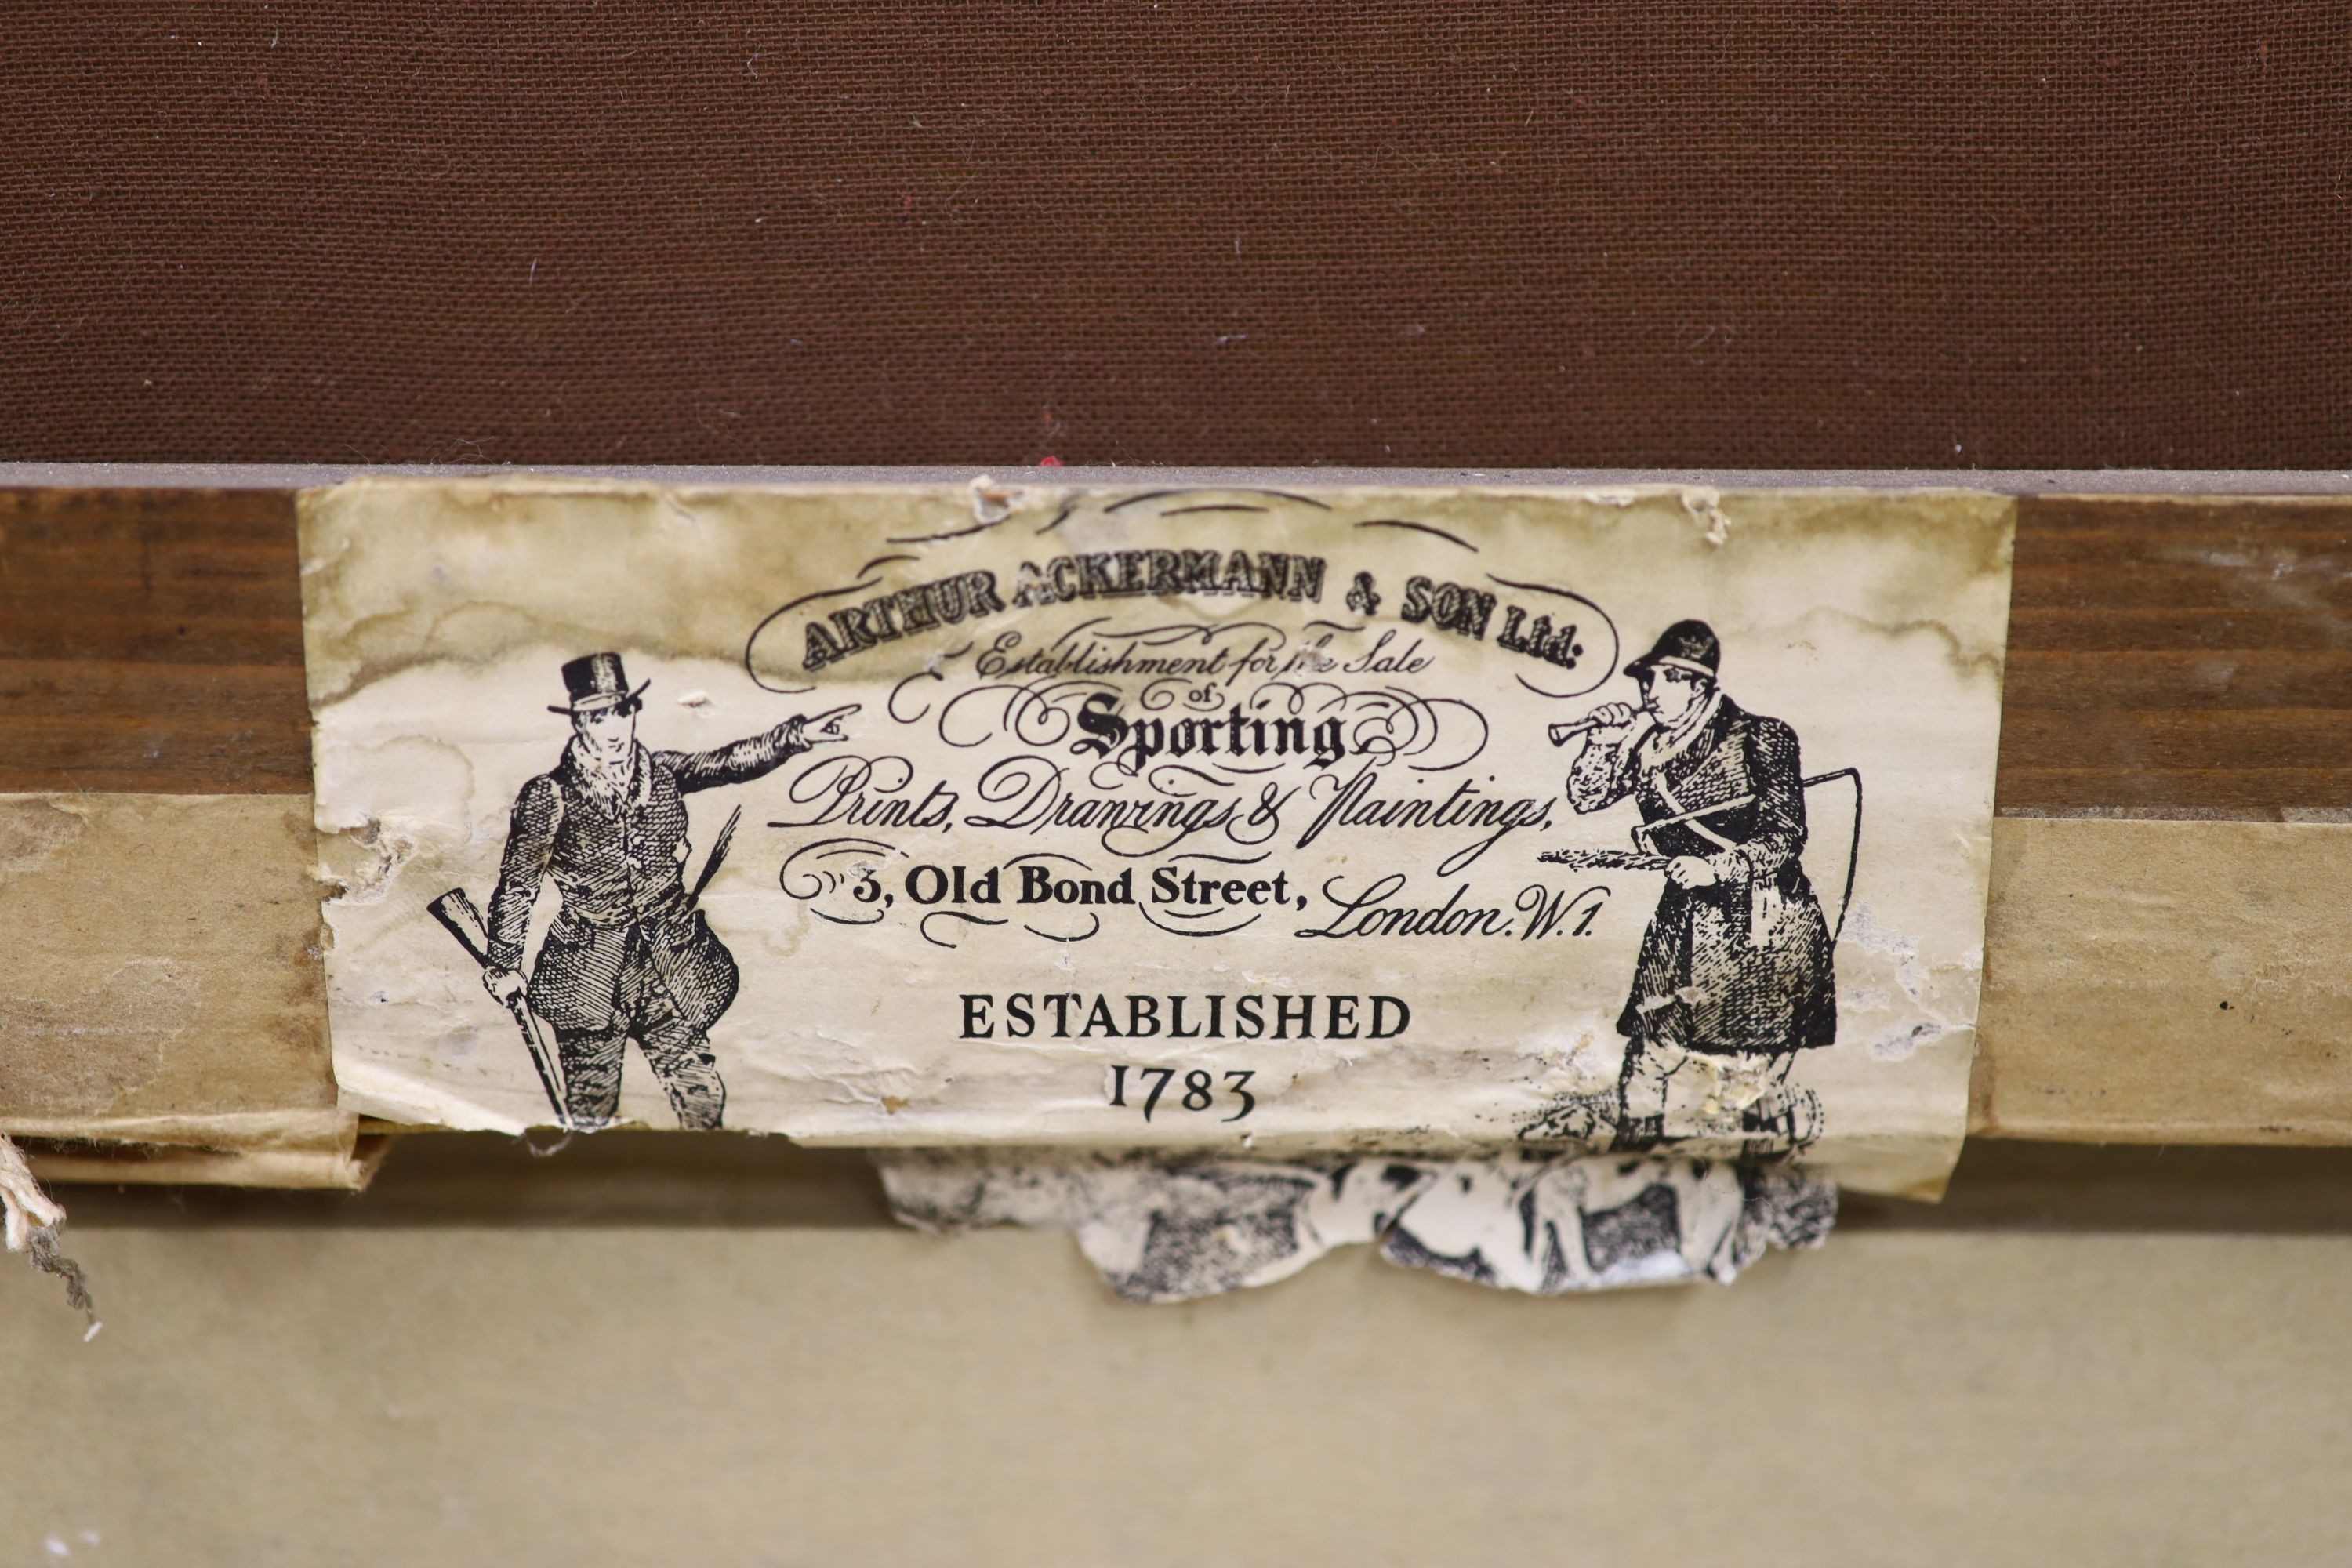 ARTHUR ACKERMANN & SON Ltd:
Establishment for the Sale
of
Sporting
Prints, Drawings & Paintings,
3, Old Bond Street, London. W.1.
ESTABLISHED
1783